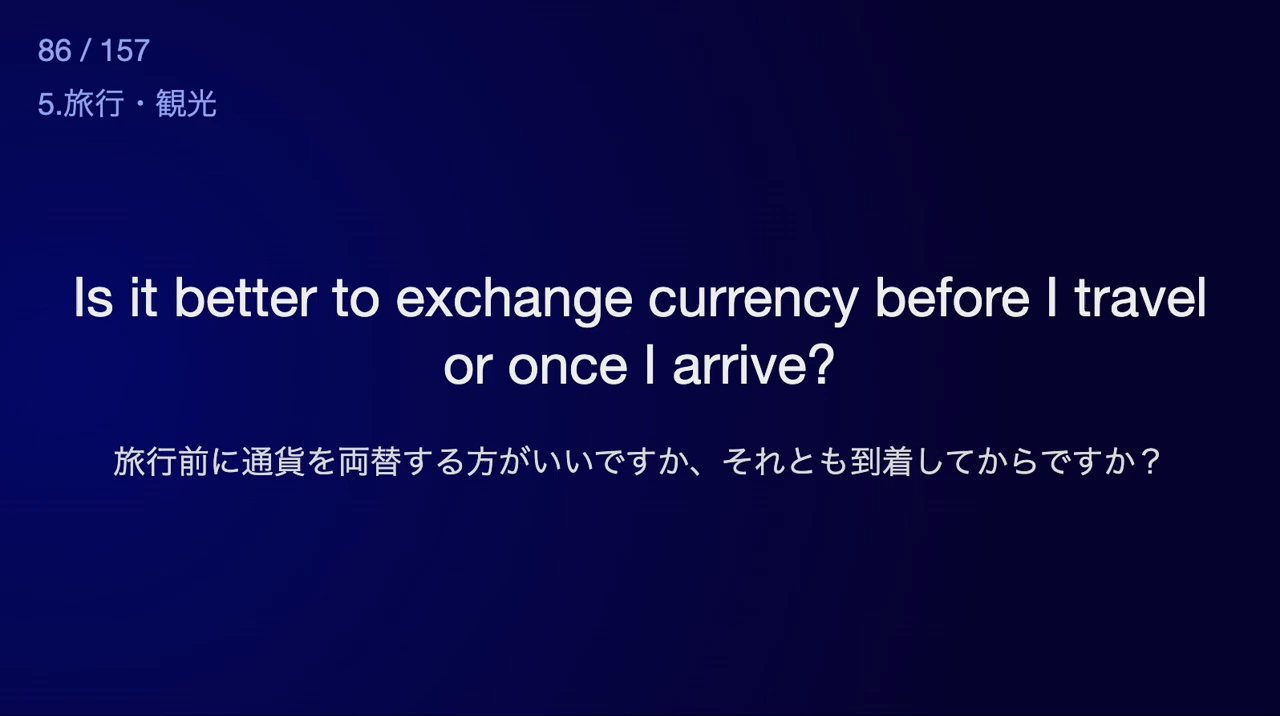 86 / 157
5.旅行・観光
Is it better to exchange currency before I travel
or once I arrive?
旅行前に通貨を両替する方がいいですか、それとも到着してからですか？